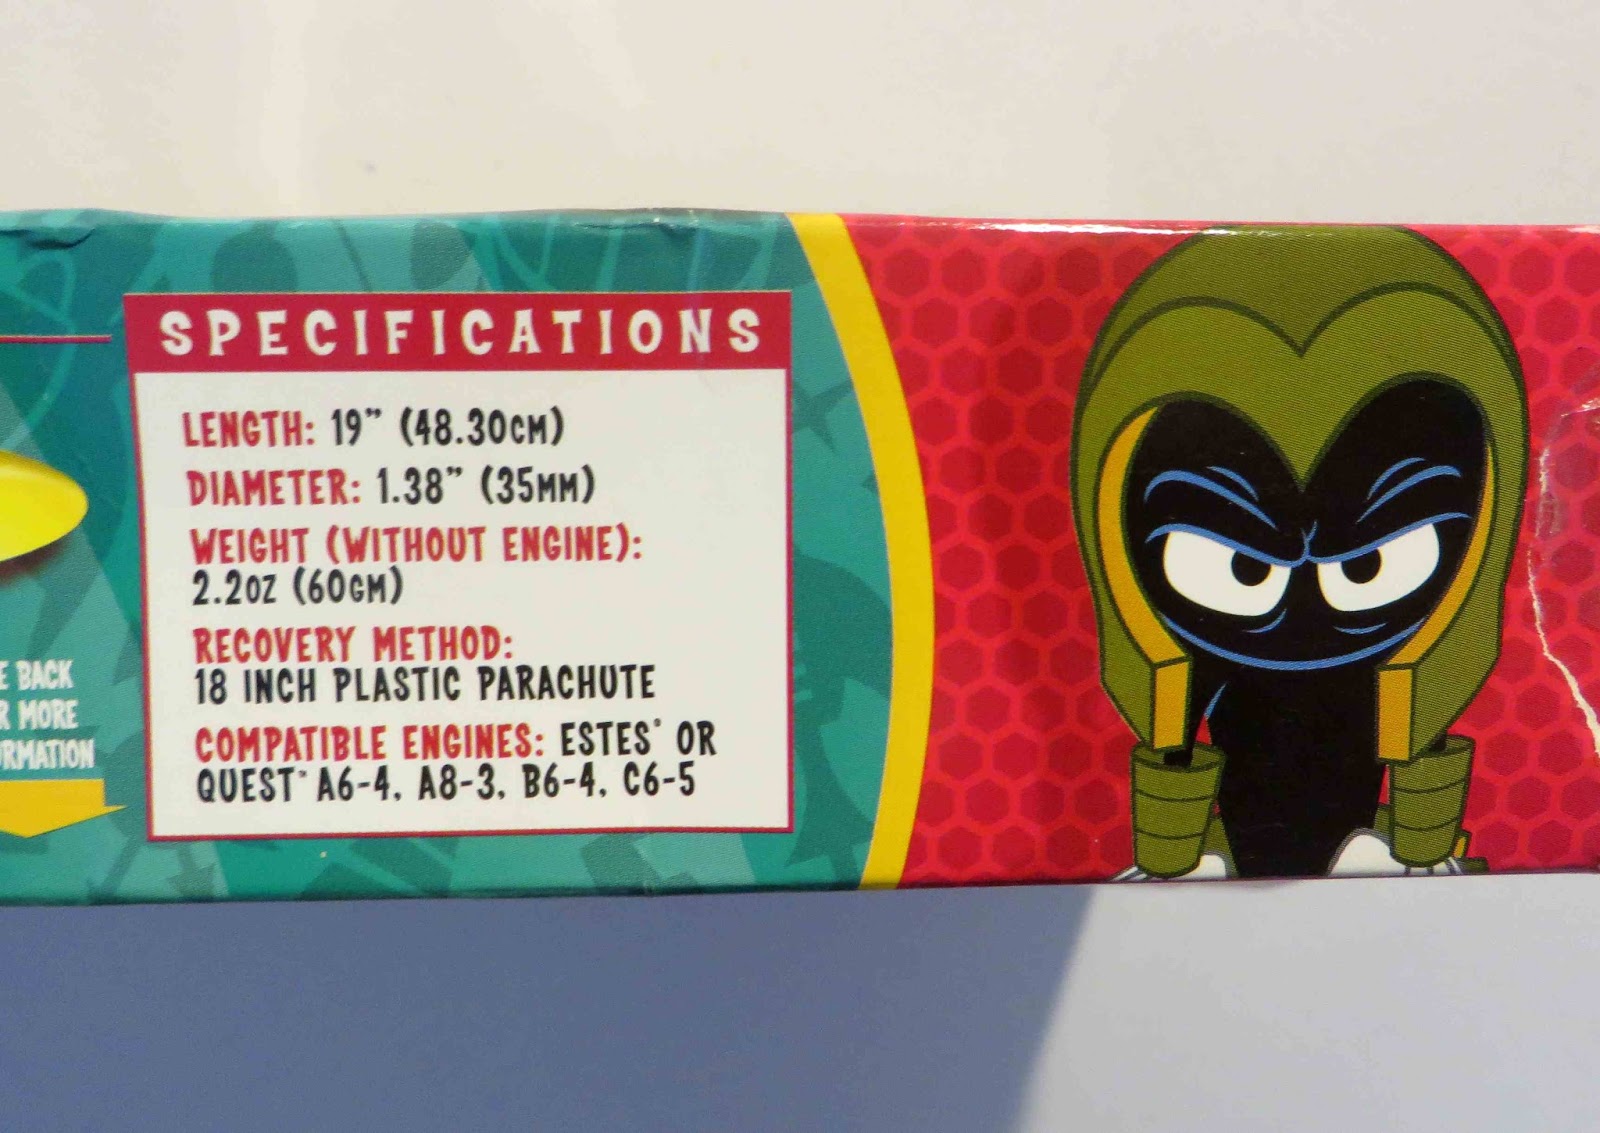 SPECIFICATIONS
LENGTH: 19” (48.30CM)
DIAMETER: 1.38” (35MM)
WEIGHT (WITHOUT ENGINE):
2.2OZ (60GM)
RECOVERY METHOD:
18 INCH PLASTIC PARACHUTE
COMPATIBLE ENGINES: ESTES® OR
QUEST® A6-4, A8-3, B6-4, C6-5
E BACK
R MORE
RMATION